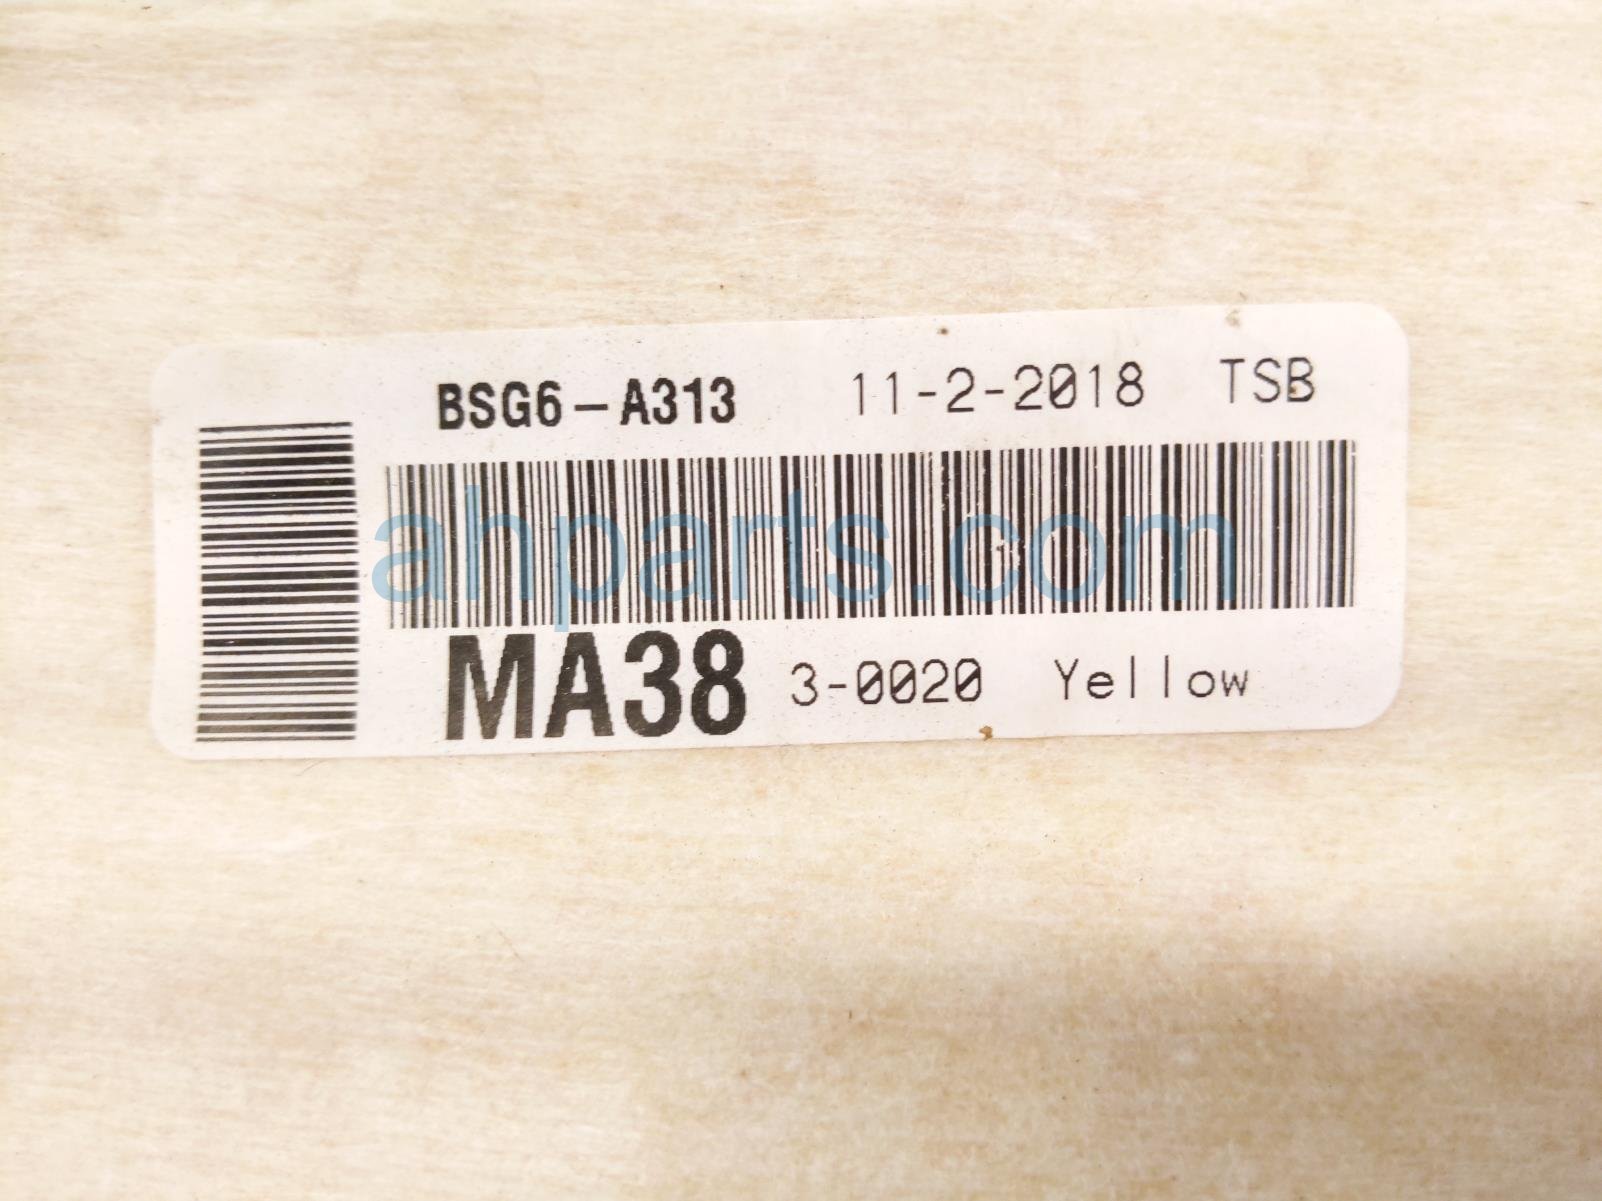 BSG6-A313 11-2-2018 TSB
ahparts.com
MA38 3-0020 Yellow